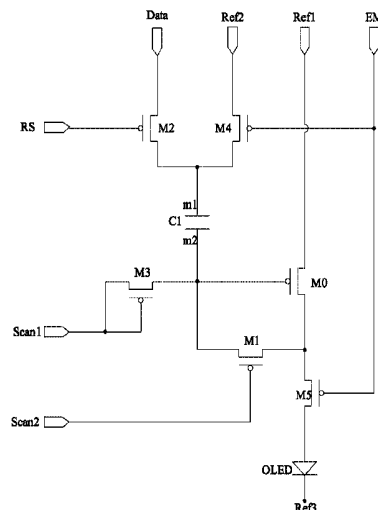 Data Ref2 Ref1 EM
RS
M2
M4
m1
C1
m2
M3
M0
Scan1
M1
M5
Scan2
OLED
Ref3